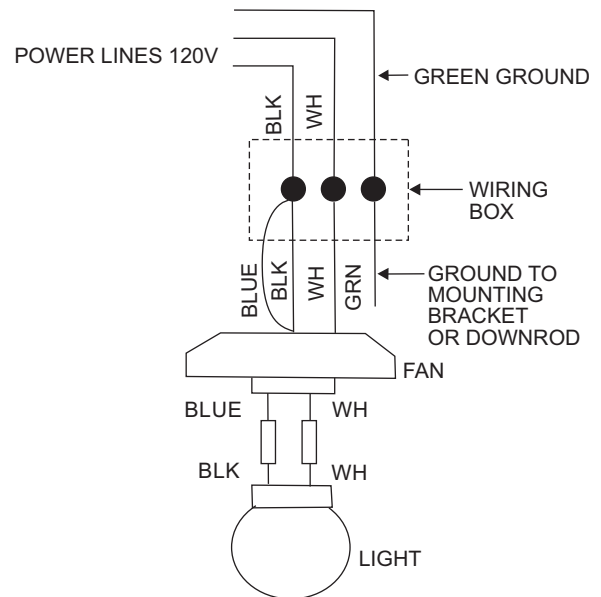 POWER LINES 120V
GREEN GROUND
BLK
WH
WIRING
BOX
BLUE
BLK
WH
GRN
GROUND TO
MOUNTING
BRACKET
OR DOWNROD
FAN
BLUE
WH
BLK
WH
LIGHT